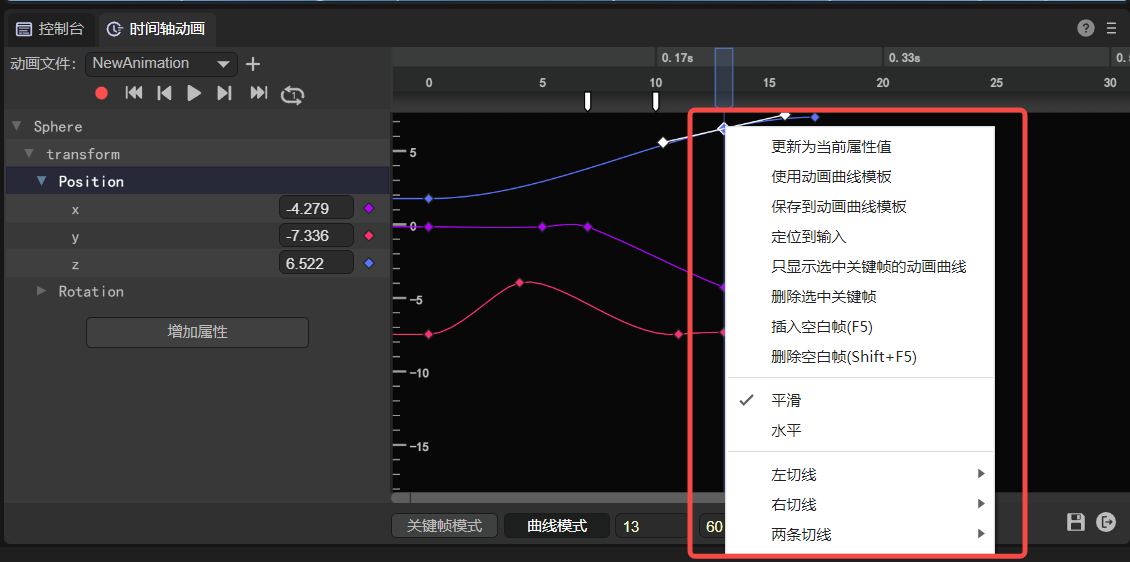 控制台
时间轴动画
?
动画文件:
NewAnimation
0.17s
0.33s
0.
0
5
15
20
25
30
1
Sphere
transform
Position
x
-4.279
y
-7.336
z
6.522
Rotation
增加属性
5
0
-5
-10
-15
更新为当前属性值
使用动画曲线模板
保存到动画曲线模板
定位到输入
只显示选中关键帧的动画曲线
删除选中关键帧
插入空白帧(F5)
删除空白帧(Shift+F5)
平滑
水平
左切线
右切线
两条切线
关键帧模式
曲线模式
13
60